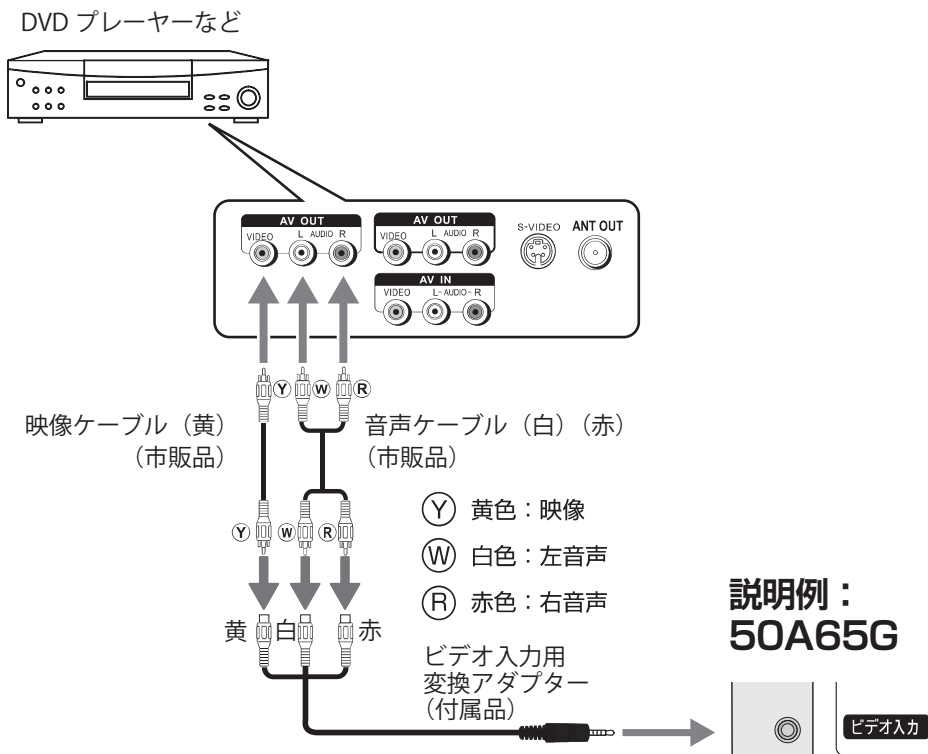 DVD プレーヤーなど
AV OUT
VIDEO L AUDIO R
AV OUT
VIDEO L AUDIO R
S-VIDEO
ANT OUT
AV IN
VIDEO L-AUDIO-R
Y W R
映像ケーブル（黄）
（市販品）
音声ケーブル（白）（赤）
（市販品）
Y W R
Y 黄色：映像
W 白色：左音声
R 赤色：右音声
黄 白 赤
ビデオ入力用
変換アダプター
（付属品）
説明例：
50A65G
ビデオ入力